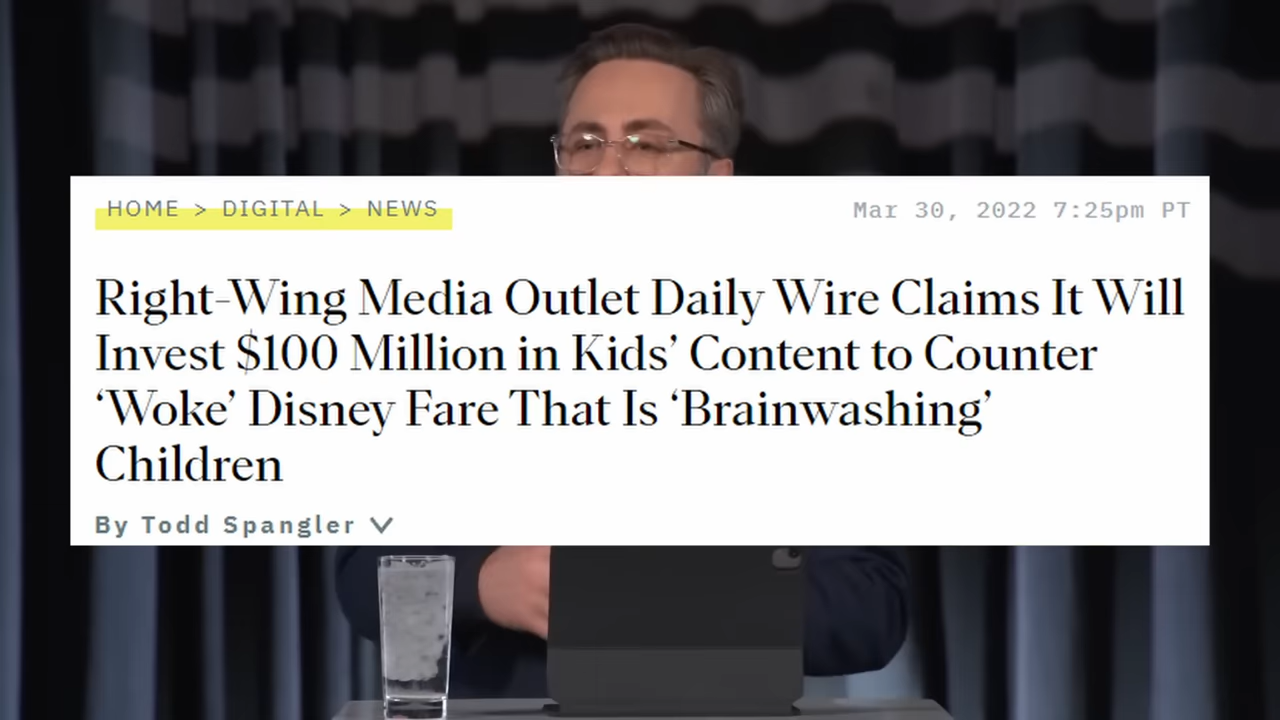 HOME > DIGITAL > NEWS
Mar 30, 2022 7:25pm PT
Right-Wing Media Outlet Daily Wire Claims It Will
Invest $100 Million in Kids’ Content to Counter
‘Woke’ Disney Fare That Is ‘Brainwashing’
Children
By Todd Spangler